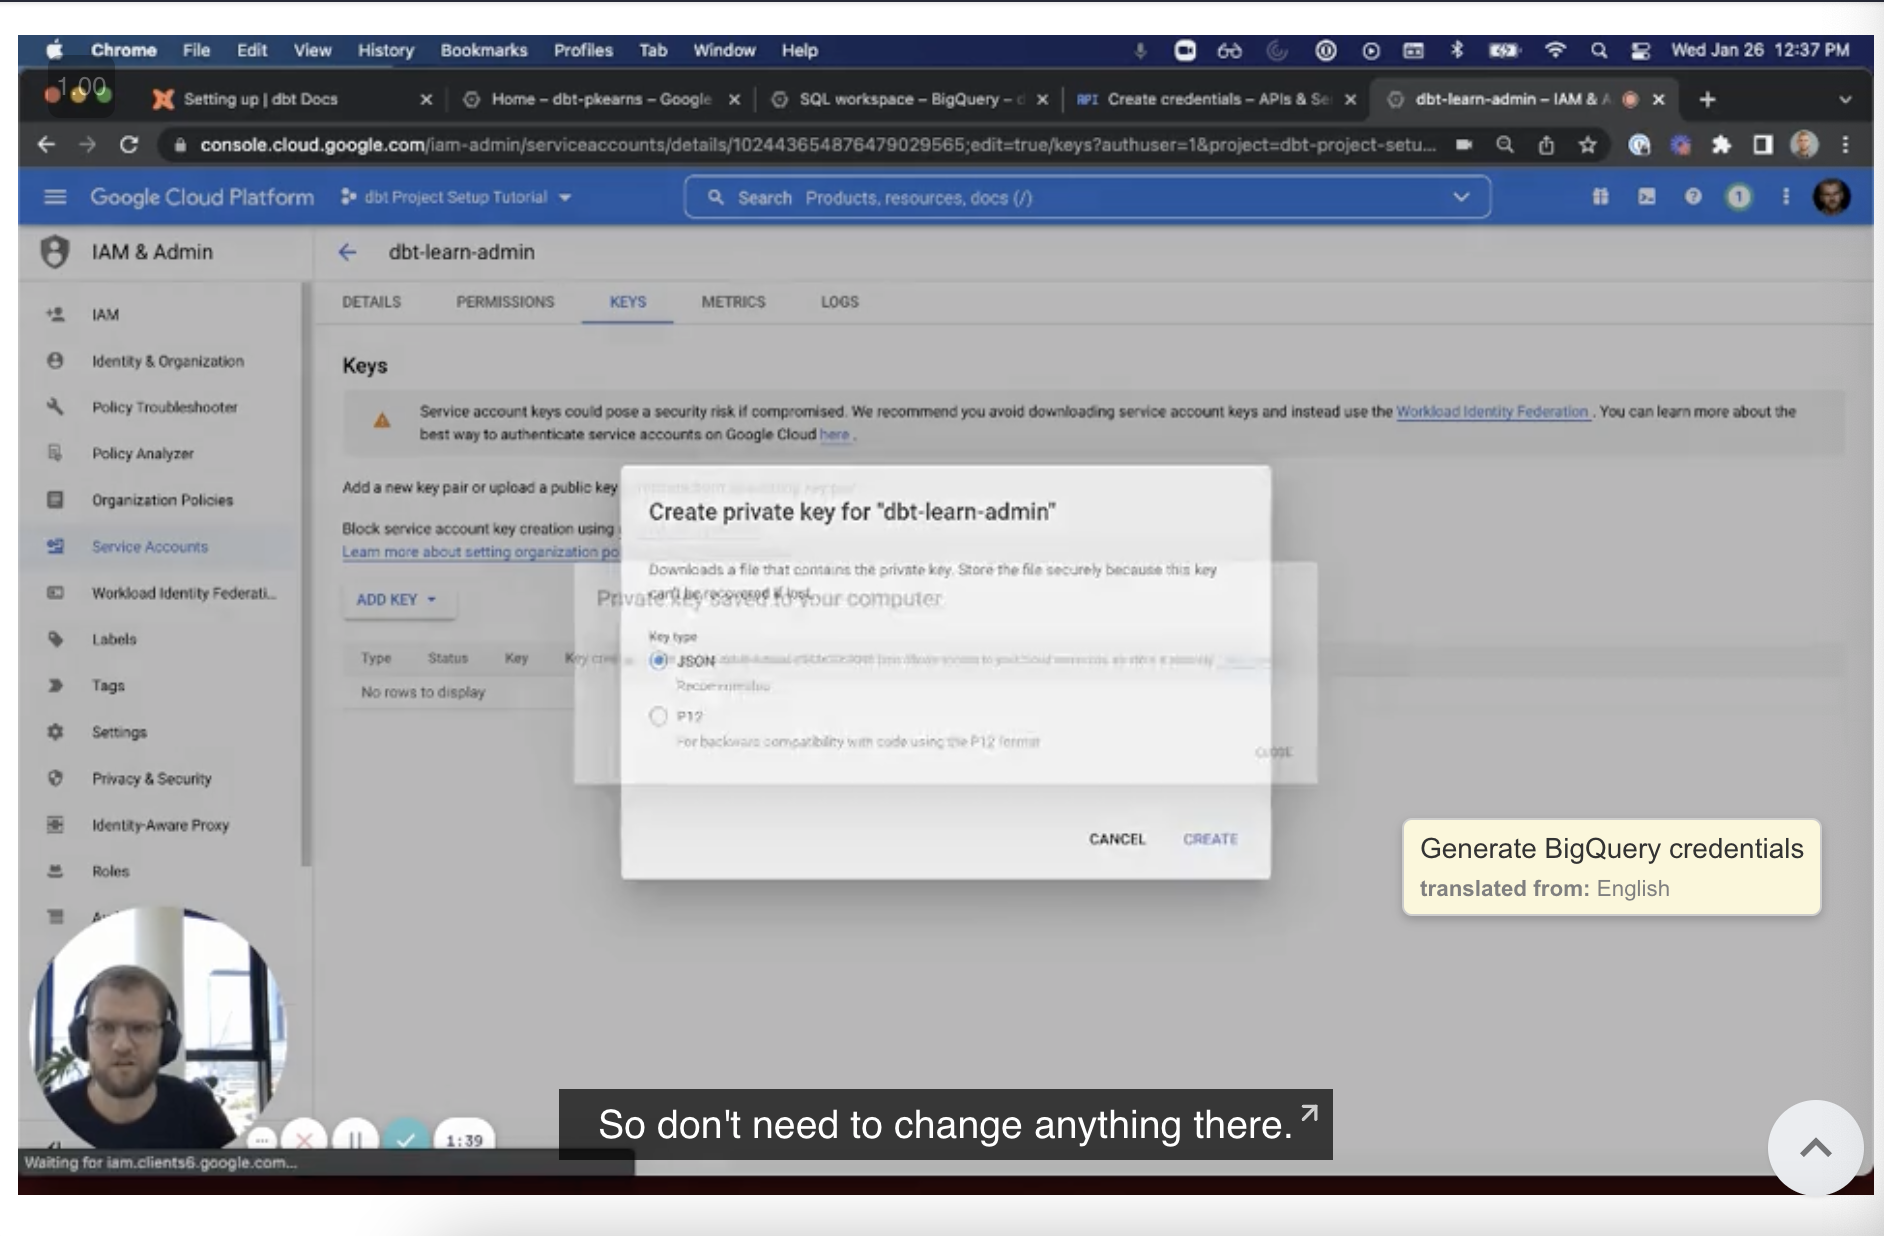 Chrome File Edit View History Bookmarks Profiles Tab Window Help Wed Jan 26 12:37 PM
1.00
Setting up | dbt Docs Home – dbt-pkearns – Google SQL workspace – BigQuery – d API Create credentials – APIs & Se dbt-learn-admin – IAM & A
console.cloud.google.com/iam-admin/serviceaccounts/details/102443654876479029565;edit=true/keys?authuser=1&project=dbt-project-setu...
Google Cloud Platform dbt Project Setup Tutorial Search Products, resources, docs (/) 1
IAM & Admin
dbt-learn-admin
DETAILS PERMISSIONS KEYS METRICS LOGS
IAM
Identity & Organization
Policy Troubleshooter
Policy Analyzer
Organization Policies
Service Accounts
Workload Identity Federati...
Labels
Tags
Settings
Privacy & Security
Identity-Aware Proxy
Roles
Keys
Service account keys could pose a security risk if compromised. We recommend you avoid downloading service account keys and instead use the Workload Identity Federation . You can learn more about the
best way to authenticate service accounts on Google Cloud here .
Add a new key pair or upload a public key
Block service account key creation using
Learn more about setting organization po
ADD KEY
Type Status Key Key cre
No rows to display
Create private key for "dbt-learn-admin"
Downloads a file that contains the private key. Store the file securely because this key
can't be recovered if lost.
Private key saved to your computer
Key type
JSON
P12
For backward compatibility with code using the P12 format
CLOSE
CANCEL CREATE
Generate BigQuery credentials
translated from: English
1:39
So don't need to change anything there.
Waiting for iam.clients6.google.com...